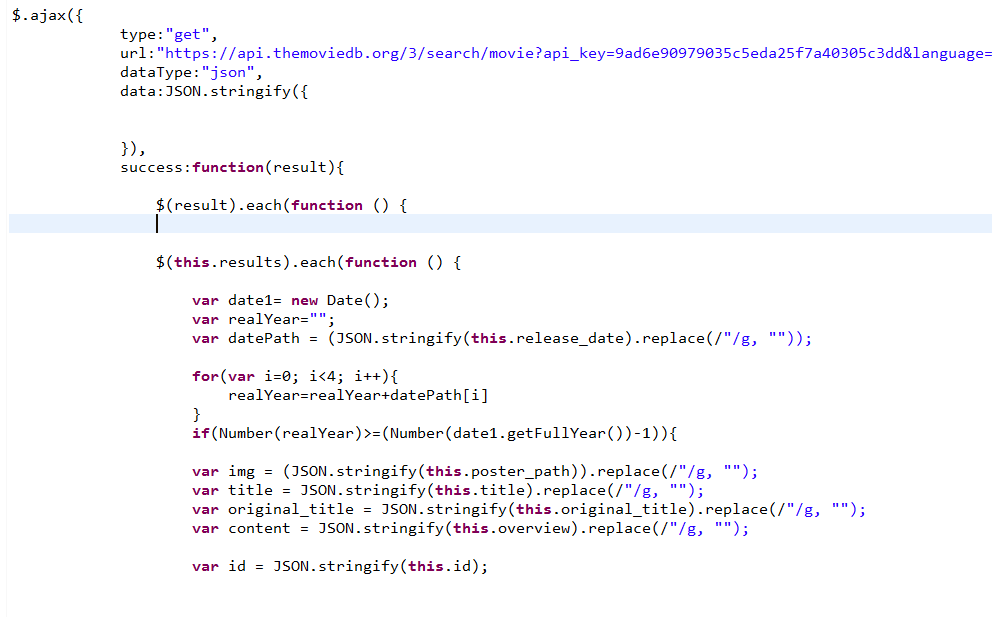 $.ajax({
type:"get",
url:"https://api.themoviedb.org/3/search/movie?api_key=9ad6e90979035c5eda25f7a40305c3dd&language=
dataType:"json",
data:JSON.stringify({
}),
success:function(result){
$(result).each(function () {
$(this.results).each(function () {
var date1= new Date();
var realYear="";
var datePath = (JSON.stringify(this.release_date).replace(/"/g, ""));
for(var i=0; i<4; i++){
realYear=realYear+datePath[i]
}
if(Number(realYear)>=(Number(date1.getFullYear())-1)){
var img = (JSON.stringify(this.poster_path)).replace(/"/g, "");
var title = JSON.stringify(this.title).replace(/"/g, "");
var original_title = JSON.stringify(this.original_title).replace(/"/g, "");
var content = JSON.stringify(this.overview).replace(/"/g, "");
var id = JSON.stringify(this.id);